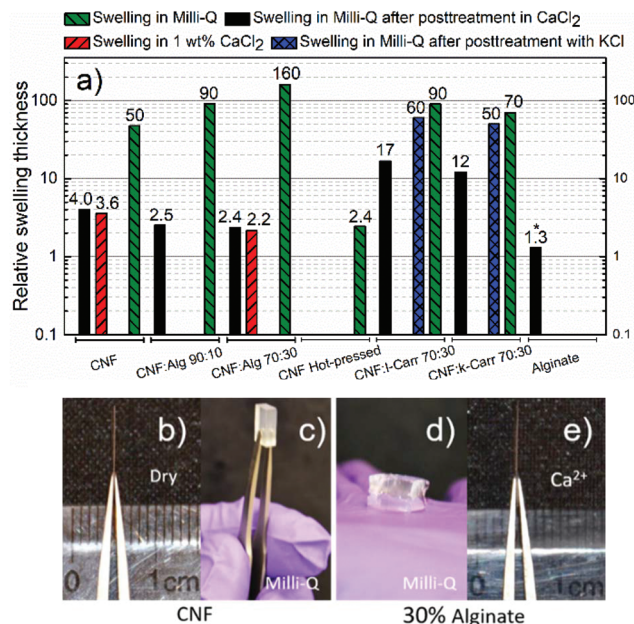 Swelling in Milli-Q Swelling in Milli-Q after posttreatment in CaCl₂
Swelling in 1 wt% CaCl₂ Swelling in Milli-Q after posttreatment with KCl
a)
Relative swelling thickness
100
10
1
0.1
100
10
1
0.1
4.0
3.6
50
2.5
90
2.4
2.2
160
2.4
17
60
90
12
50
70
*
1.3
CNF
CNF:Alg 90:10
CNF:Alg 70:30
CNF Hot-pressed
CNF:I-Carr 70:30
CNF:k-Carr 70:30
Alginate
b)
Dry
0 1cm
c)
Milli-Q
d)
Milli-Q
e)
Ca²⁺
0 1cm
CNF
30% Alginate